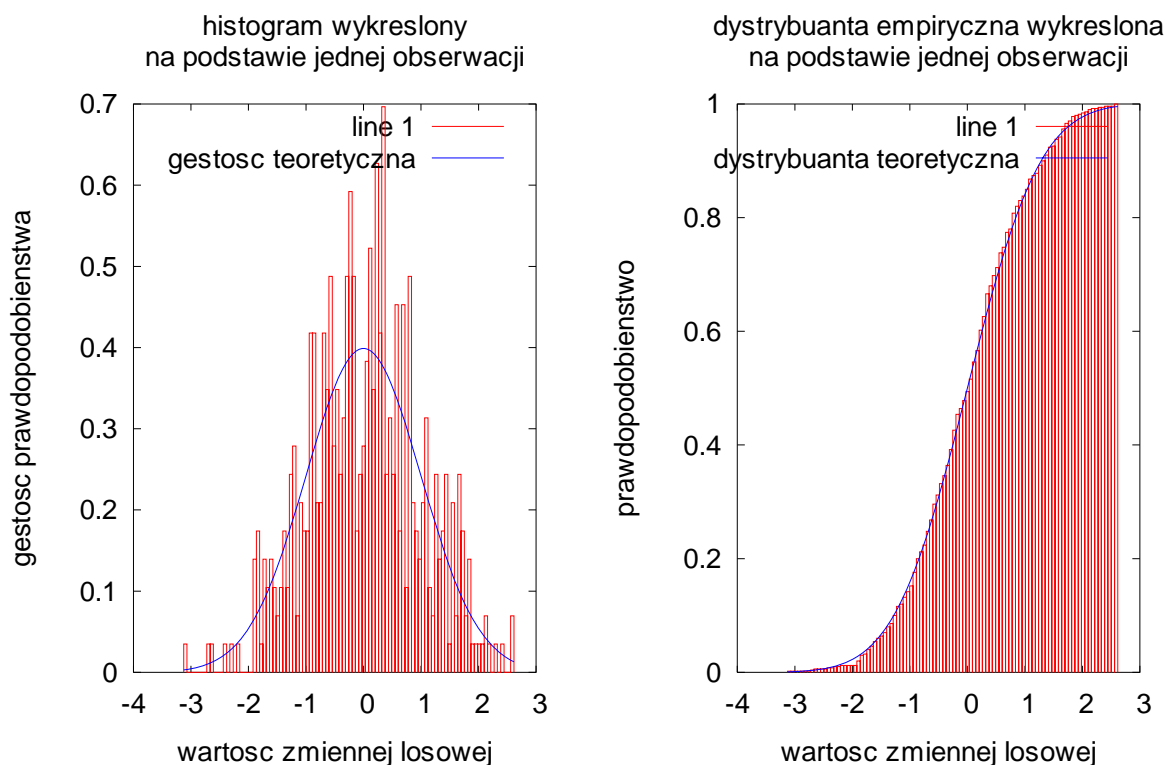 histogram wykreslony
na podstawie jednej obserwacji
0.7
0.6
0.5
0.4
0.3
0.2
0.1
0
-4 -3 -2 -1 0 1 2 3
line 1
gestosc teoretyczna
gestosc prawdopodobienstwa
wartosc zmiennej losowej
dystrybuanta empiryczna wykreslona
na podstawie jednej obserwacji
1
0.8
0.6
0.4
0.2
0
-4 -3 -2 -1 0 1 2 3
line 1
dystrybuanta teoretyczna
prawdopodobienstwo
wartosc zmiennej losowej